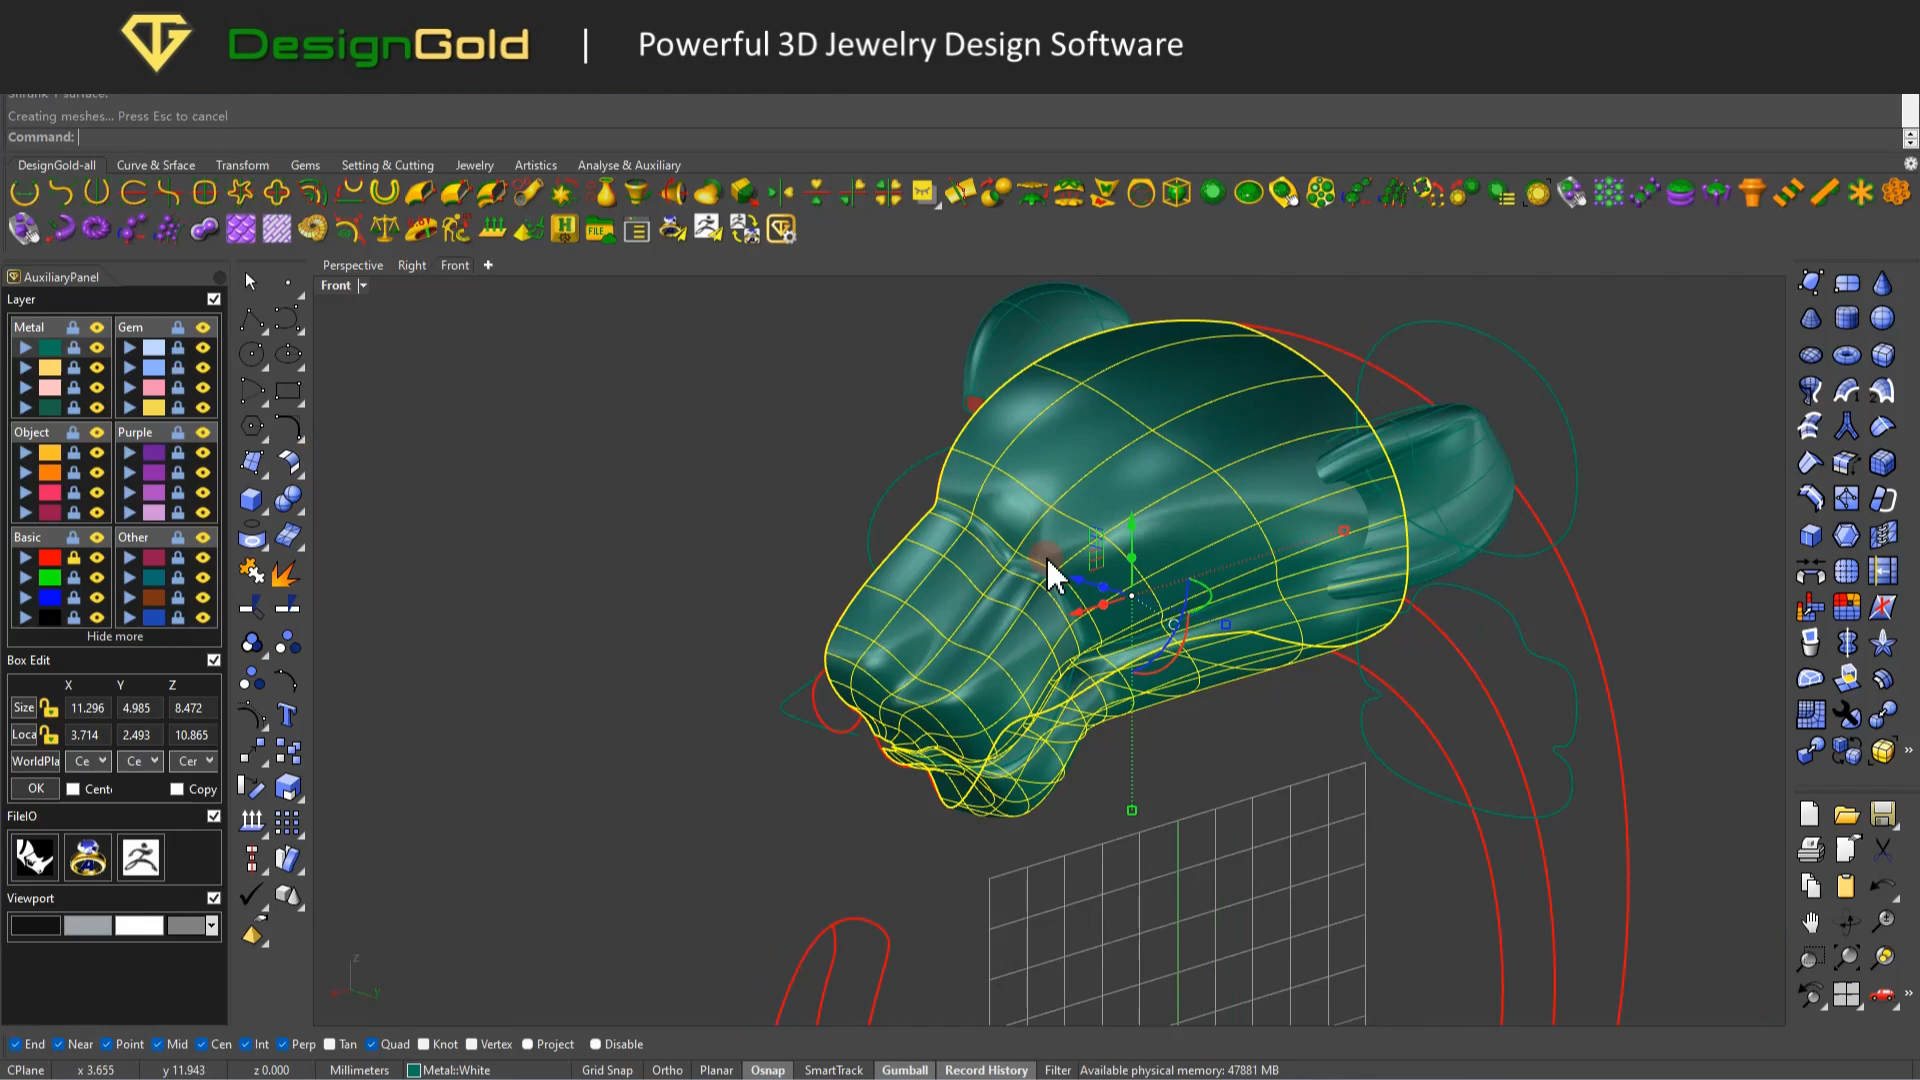 DesignGold | Powerful 3D Jewelry Design Software
Shrunk 1 surface.
Creating meshes... Press Esc to cancel
Command:
DesignGold-all Curve & Srface Transform Gems Setting & Cutting Jewelry Artistics Analyse & Auxiliary
H FILE
AuxiliaryPanel
Perspective Right Front
Front
Layer
Metal Gem
Object Purple
Basic Other
Hide more
Box Edit
X Y Z
Size 11.296 4.985 8.472
Loca 3.714 2.493 10.865
WorldPla Ce Ce Cer
OK Cent Copy
FileIO
Viewport
z
x y
End Near Point Mid Cen Int Perp Tan Quad Knot Vertex Project Disable
CPlane x 3.655 y 11.943 z 0.000 Millimeters Metal::White Grid Snap Ortho Planar Osnap SmartTrack Gumball Record History Filter Available physical memory: 47881 MB